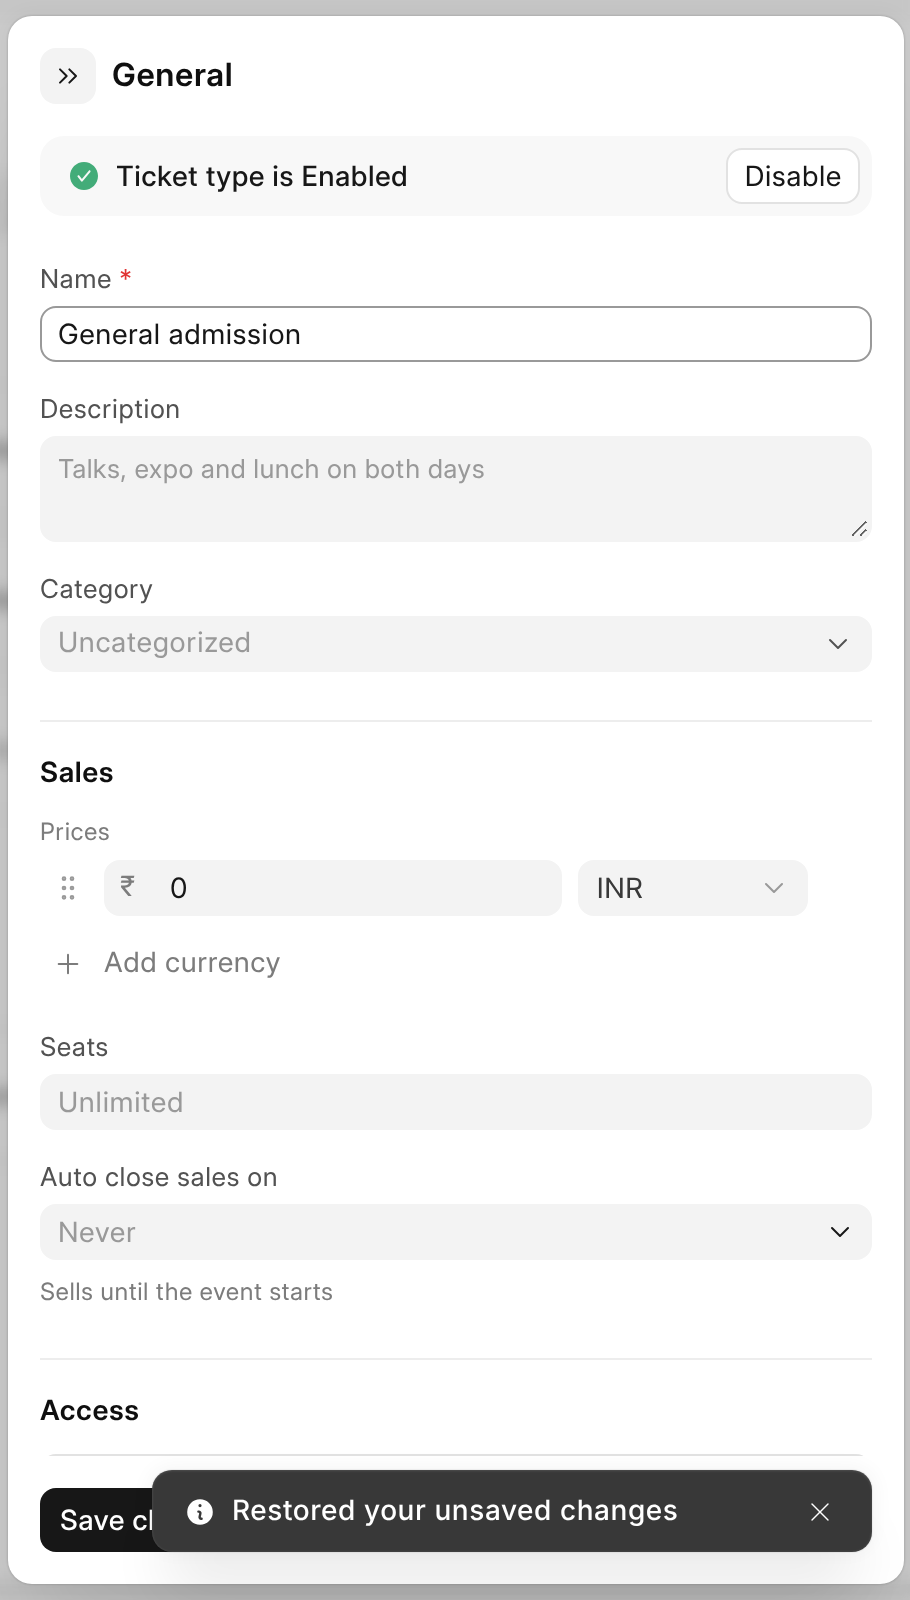 General
Ticket type is Enabled
Disable
Name *
General admission
Description
Talks, expo and lunch on both days
Category
Uncategorized
Sales
Prices
₹ 0
INR
Add currency
Seats
Unlimited
Auto close sales on
Never
Sells until the event starts
Access
Save
Restored your unsaved changes